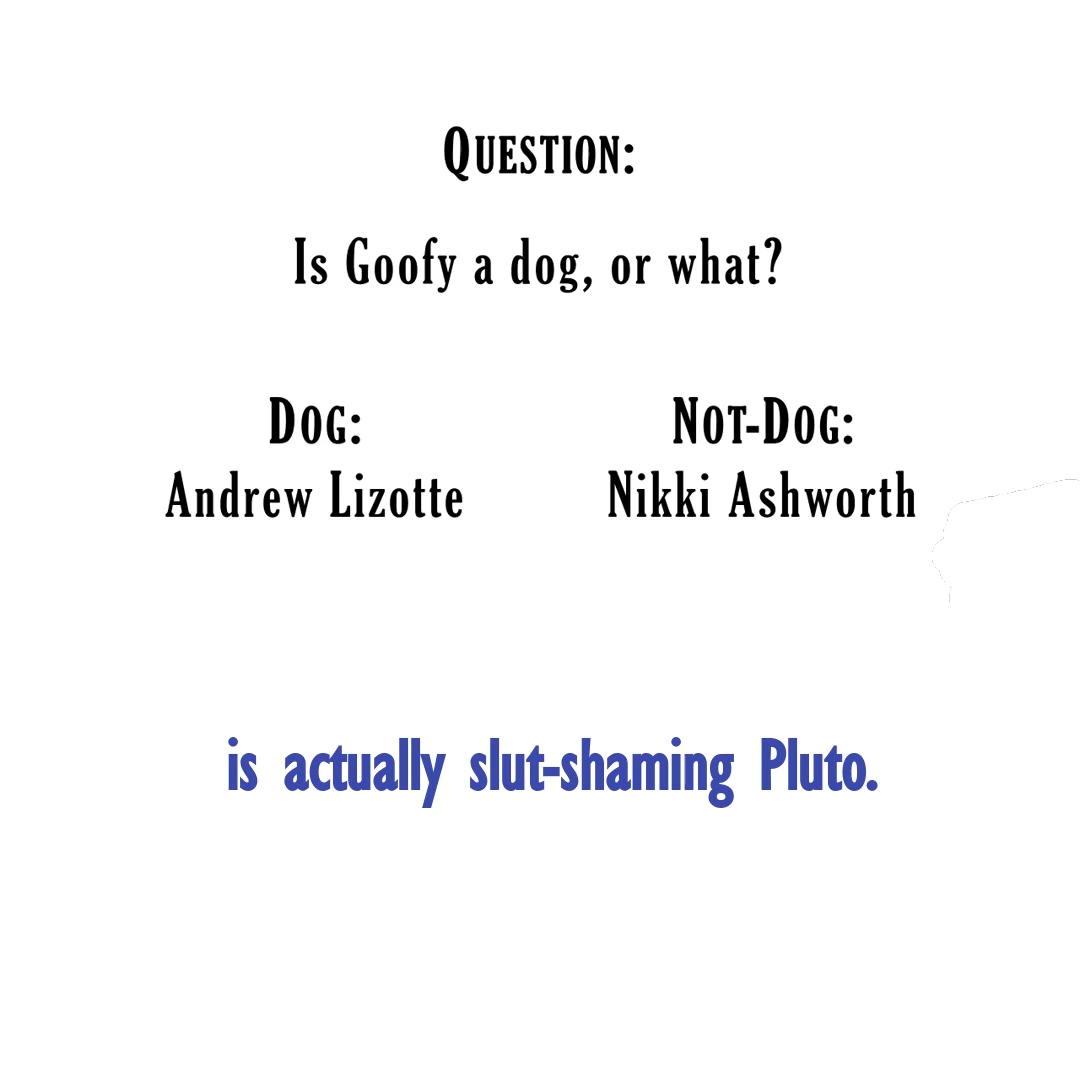 QUESTION:
Is Goofy a dog, or what?
DOG:
NOT-DOG:
Andrew Lizotte
Nikki Ashworth
is actually slut-shaming Pluto.